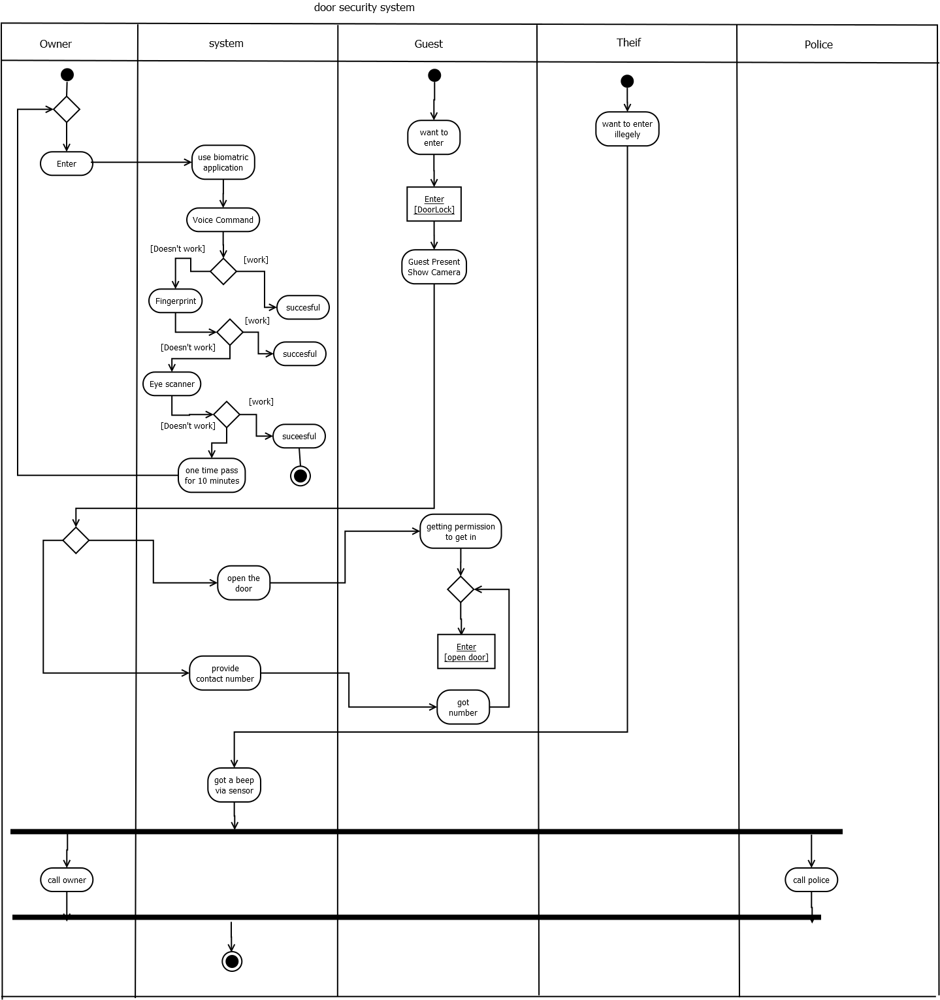 door security system
Owner
system
Guest
Theif
Police
want to enter
illegely
want to
enter
Enter
use biomatric
application
Enter
[DoorLock]
Voice Command
[Doesn't work]
[work]
Guest Present
Show Camera
Fingerprint
succesful
[work]
[Doesn't work]
succesful
Eye scanner
[work]
[Doesn't work]
suceesful
one time pass
for 10 minutes
getting permission
to get in
open the
door
Enter
[open door]
provide
contact number
got
number
got a beep
via sensor
call owner
call police